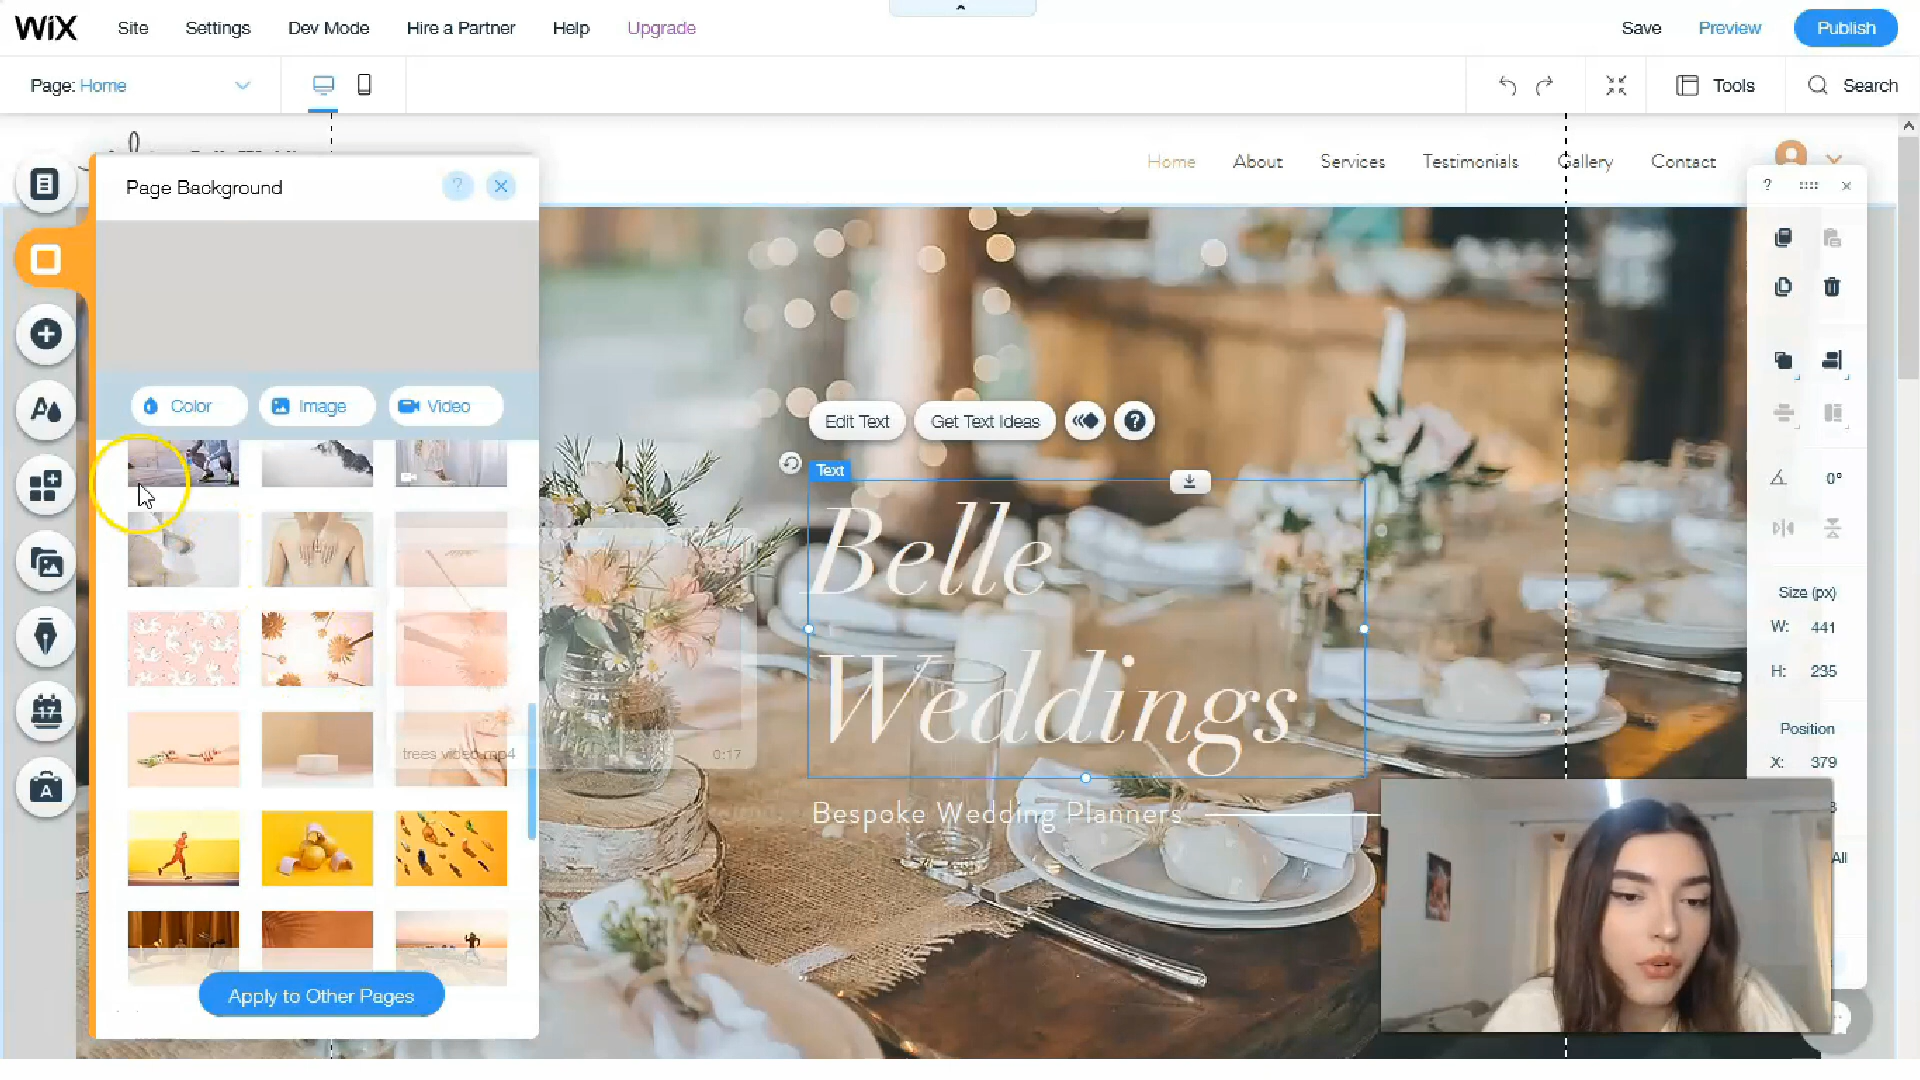 WiX
Site
Settings
Dev Mode
Hire a Partner
Help
Upgrade
Save
Preview
Publish
Page: Home
Tools
Search
Home
About
Services
Testimonials
Gallery
Contact
Page Background
?
?
Color
Image
Video
Edit Text
Get Text Ideas
?
Text
0°
Belle
Weddings
Size (px)
W: 441
H: 235
Position
X: 379
trees video.mp4
0:17
Bespoke Wedding Planners
All
17
A
Apply to Other Pages